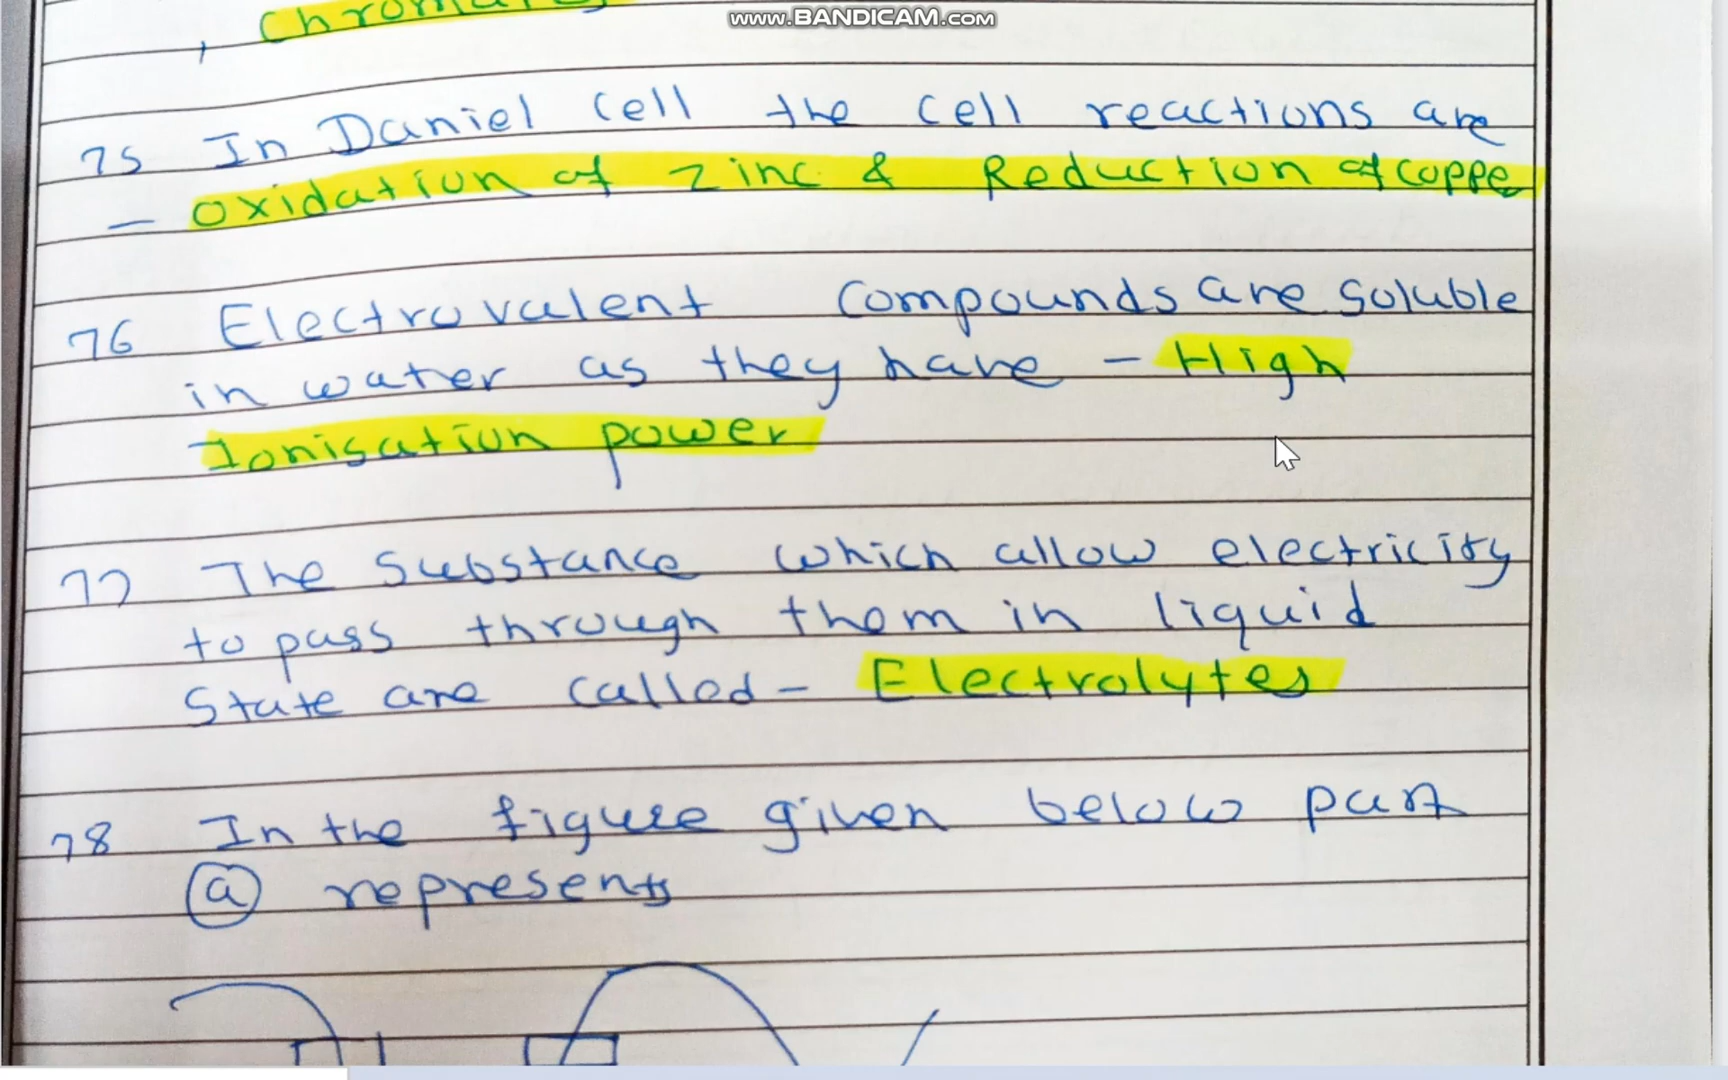 www.BANDICAM.com
75 In Daniel cell the cell reactions are
- oxidation of zinc & Reduction of coppe
76 Electrovalent compounds are soluble
in water as they have - High
Ionisation power
77 The substance which allow electricity
to pass through them in liquid
State are called - Electrolytes
78 In the figure given below part
(a) represents